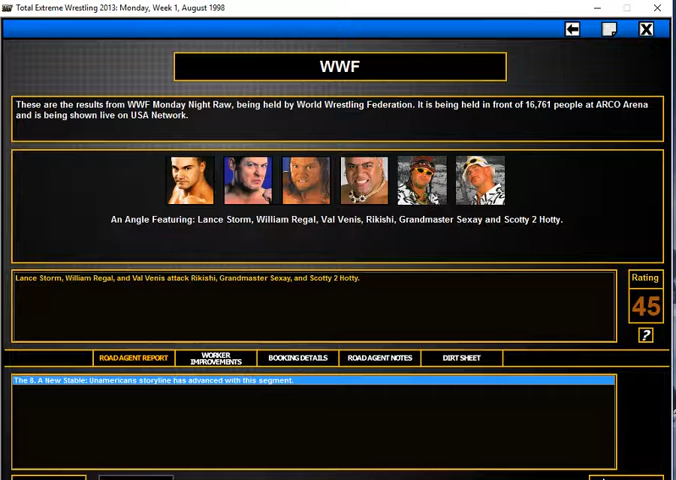 Total Extreme Wrestling 2013: Monday, Week 1, August 1998
WWF
These are the results from WWF Monday Night Raw, being held by World Wrestling Federation. It is being held in front of 16,761 people at ARCO Arena
and is being shown live on USA Network.
An Angle Featuring: Lance Storm, William Regal, Val Venis, Rikishi, Grandmaster Sexay and Scotty 2 Hotty.
Lance Storm, William Regal, and Val Venis attack Rikishi, Grandmaster Sexay, and Scotty 2 Hotty.
Rating
45
?
ROAD AGENT REPORT
WORKER
IMPROVEMENTS
BOOKING DETAILS
ROAD AGENT NOTES
DIRT SHEET
The 8. A New Stable: Unamericans storyline has advanced with this segment.